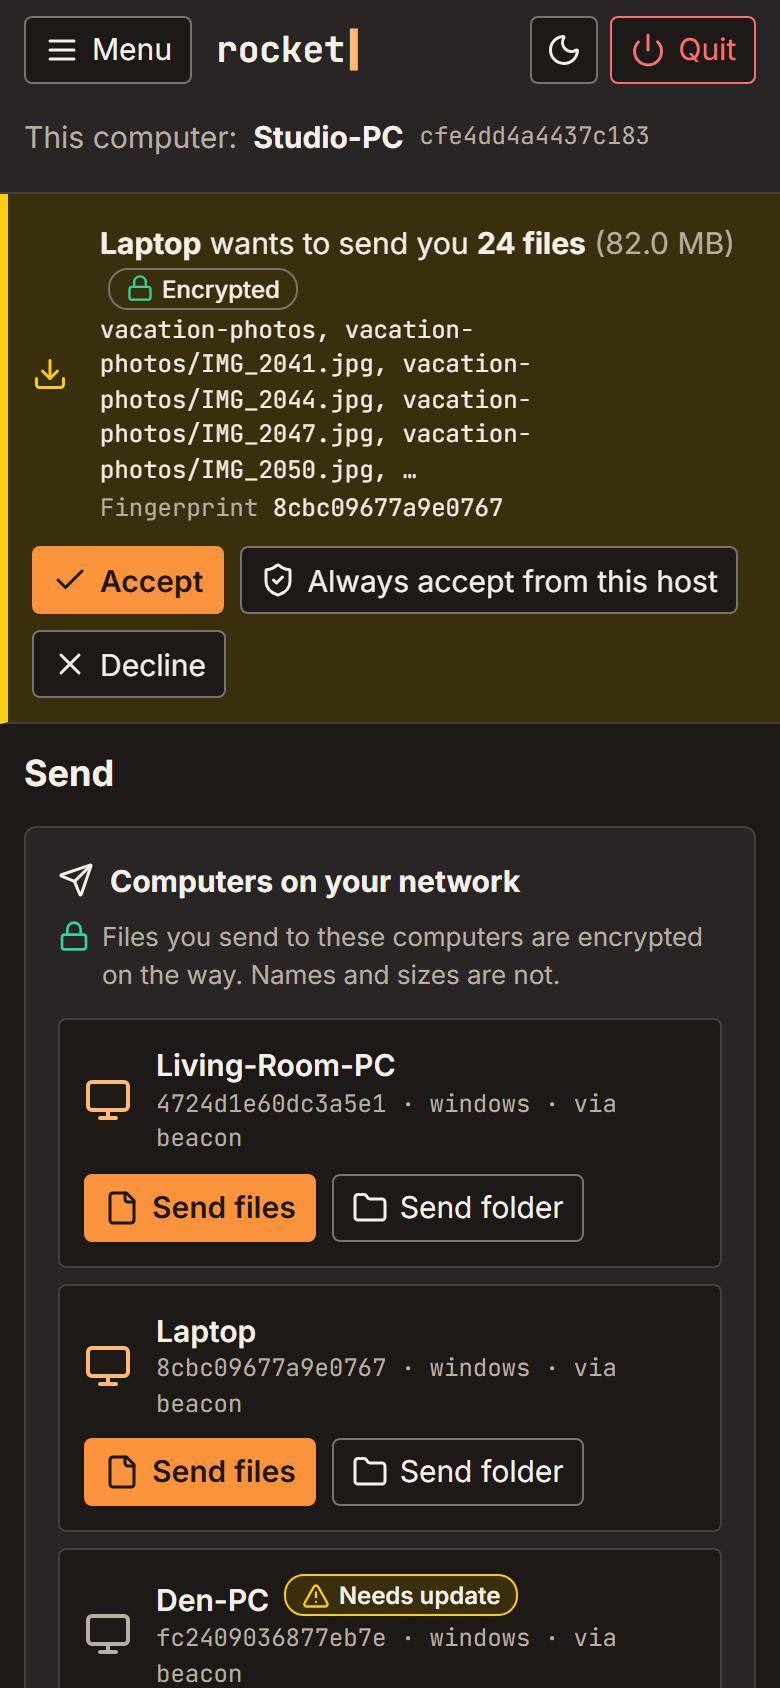 Menu rocket Quit
This computer: Studio-PC cfe4dd4a4437c183
Laptop wants to send you 24 files (82.0 MB)
Encrypted
vacation-photos, vacation-
photos/IMG_2041.jpg, vacation-
photos/IMG_2044.jpg, vacation-
photos/IMG_2047.jpg, vacation-
photos/IMG_2050.jpg, …
Fingerprint 8cbc09677a9e0767
Accept Always accept from this host
Decline
Send
Computers on your network
Files you send to these computers are encrypted
on the way. Names and sizes are not.
Living-Room-PC
4724d1e60dc3a5e1 · windows · via
beacon
Send files Send folder
Laptop
8cbc09677a9e0767 · windows · via
beacon
Send files Send folder
Den-PC Needs update
fc2409036877eb7e · windows · via
beacon